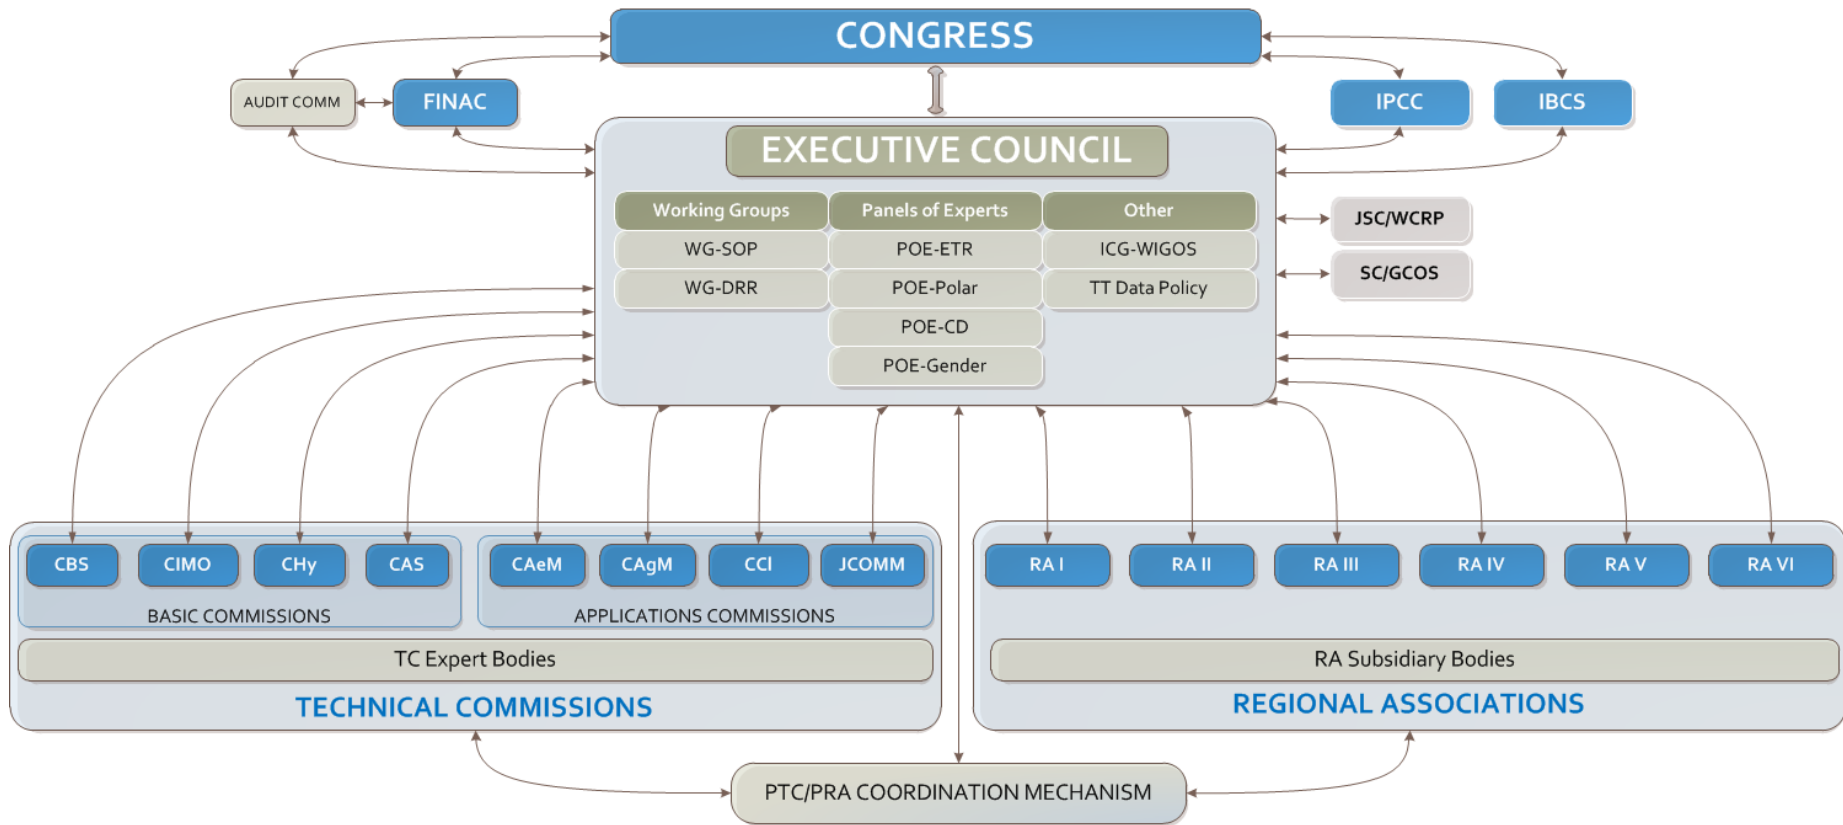 CONGRESS
AUDIT COMM
FINAC
IPCC
IBCS
EXECUTIVE COUNCIL
Working Groups
Panels of Experts
Other
WG-SOP
POE-ETR
ICG-WIGOS
WG-DRR
POE-Polar
TT Data Policy
POE-CD
POE-Gender
JSC/WCRP
SC/GCOS
CBS
CIMO
CHy
CAS
BASIC COMMISSIONS
CAeM
CAgM
CCl
JCOMM
APPLICATIONS COMMISSIONS
TC Expert Bodies
TECHNICAL COMMISSIONS
RA I
RA II
RA III
RA IV
RA V
RA VI
RA Subsidiary Bodies
REGIONAL ASSOCIATIONS
PTC/PRA COORDINATION MECHANISM